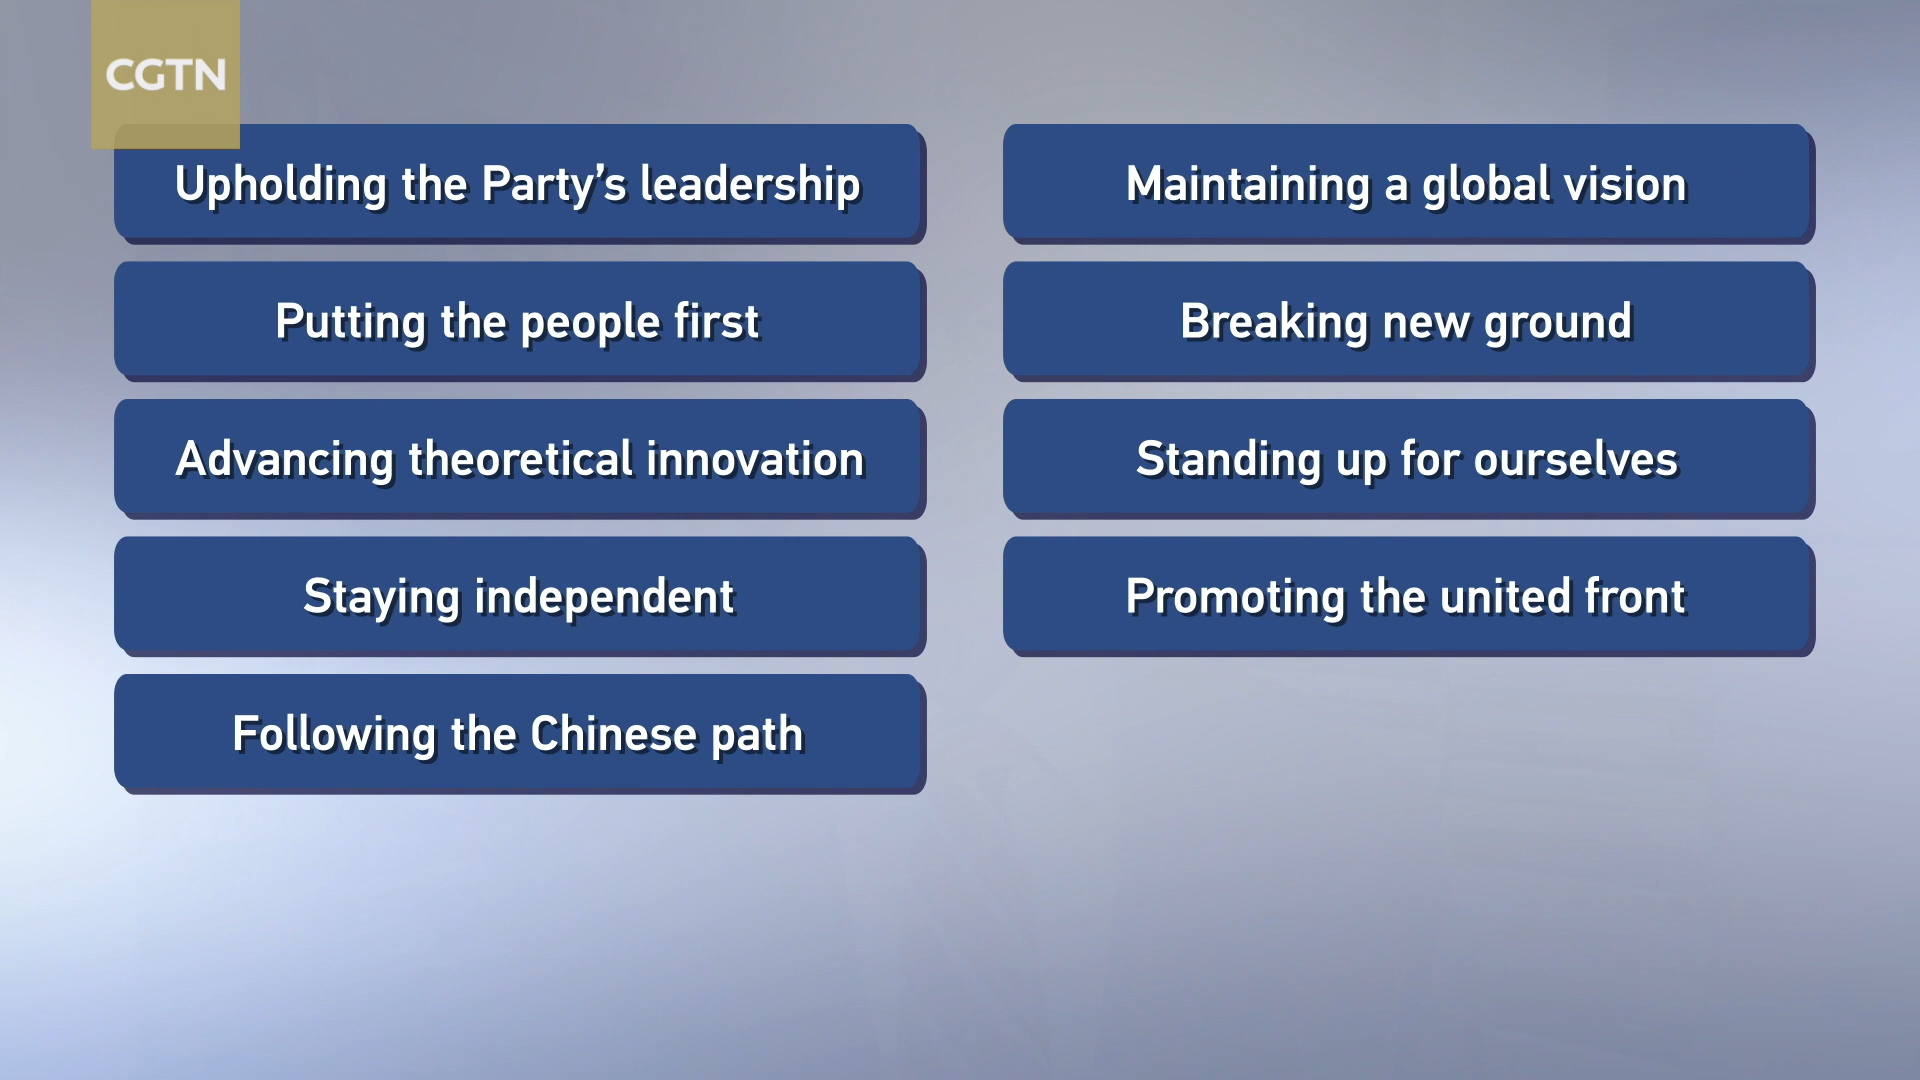 CGTN
Upholding the Party’s leadership
Putting the people first
Advancing theoretical innovation
Staying independent
Following the Chinese path
Maintaining a global vision
Breaking new ground
Standing up for ourselves
Promoting the united front